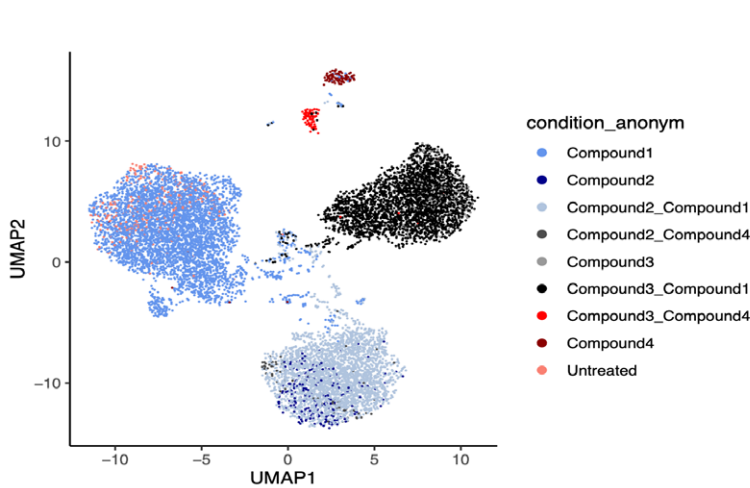 condition_anonym
Compound1
Compound2
Compound2_Compound1
Compound2_Compound4
Compound3
Compound3_Compound1
Compound3_Compound4
Compound4
Untreated
UMAP2
10
0
−10
−10
−5
0
5
10
UMAP1